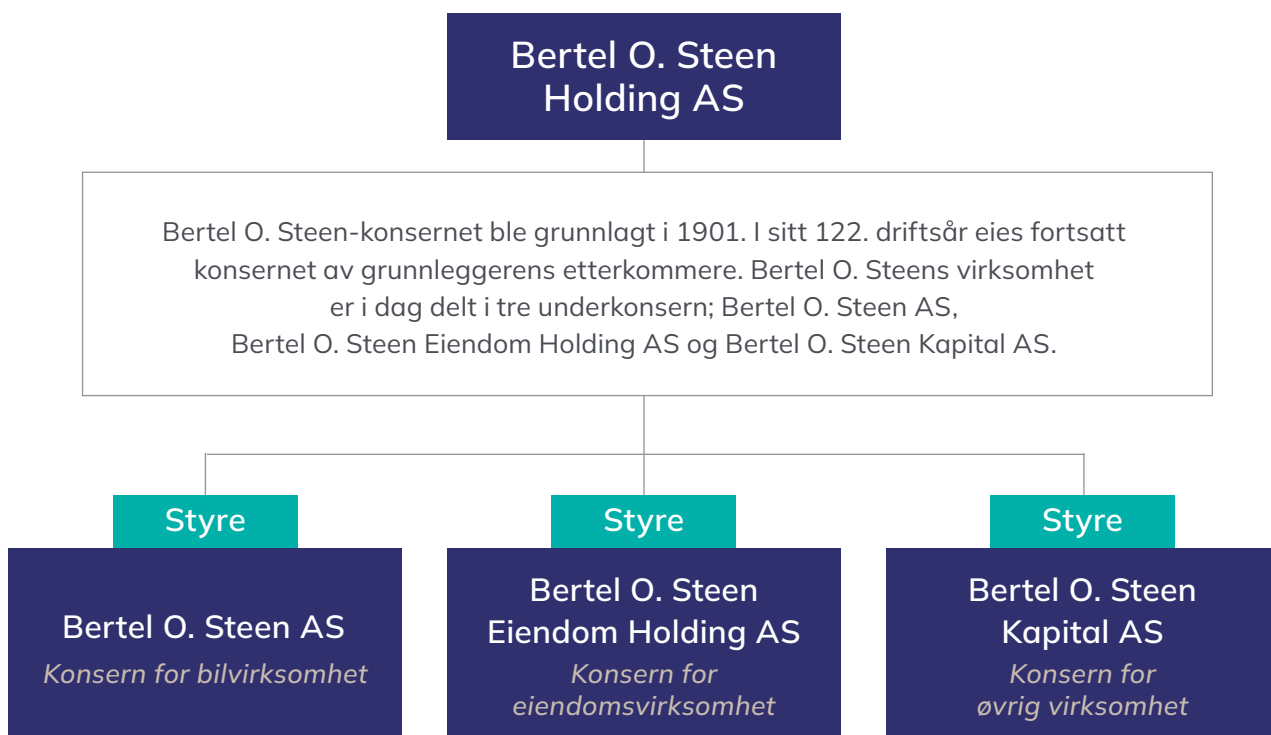 Bertel O. Steen
Holding AS
Bertel O. Steen-konsernet ble grunnlagt i 1901. I sitt 122. driftsår eies fortsatt
konsernet av grunnleggerens etterkommere. Bertel O. Steens virksomhet
er i dag delt i tre underkonsern; Bertel O. Steen AS,
Bertel O. Steen Eiendom Holding AS og Bertel O. Steen Kapital AS.
Styre
Bertel O. Steen AS
Konsern for bilvirksomhet
Styre
Bertel O. Steen
Eiendom Holding AS
Konsern for
eiendomsvirksomhet
Styre
Bertel O. Steen
Kapital AS
Konsern for
øvrig virksomhet